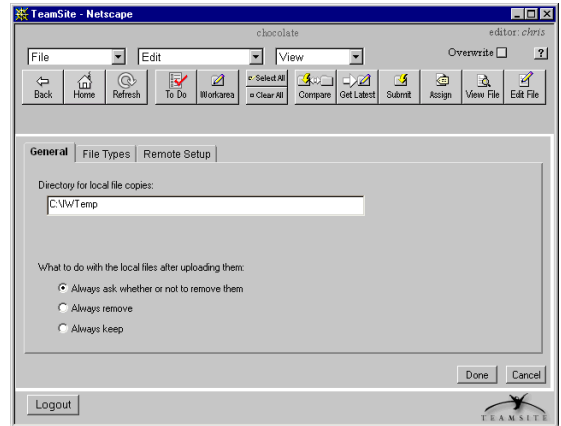 TeamSite - Netscape
chocolate
editor: chris
File Edit View Overwrite ?
Select All
Back Home Refresh To Do Workarea Clear All Compare Get Latest Submit Assign View File Edit File
General File Types Remote Setup
Directory for local file copies:
C:\IWTemp
What to do with the local files after uploading them:
Always ask whether or not to remove them
Always remove
Always keep
Done Cancel
Logout
TEAMSITE